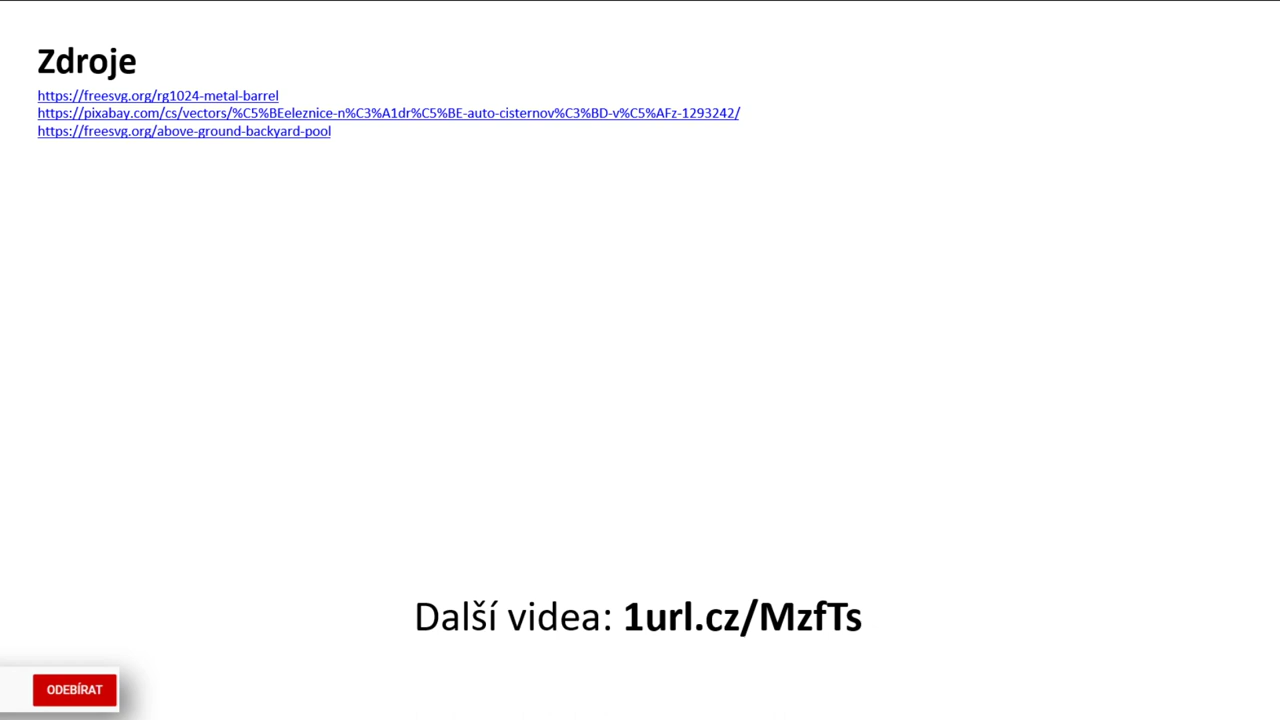 Zdroje
https://freesvg.org/rg1024-metal-barrel
https://pixabay.com/cs/vectors/%C5%BEeleznice-n%C3%A1dr%C5%BE-auto-cisternov%C3%BD-v%C5%AFz-1293242/
https://freesvg.org/above-ground-backyard-pool
Další videa: 1url.cz/MzfTs
ODEBÍRAT